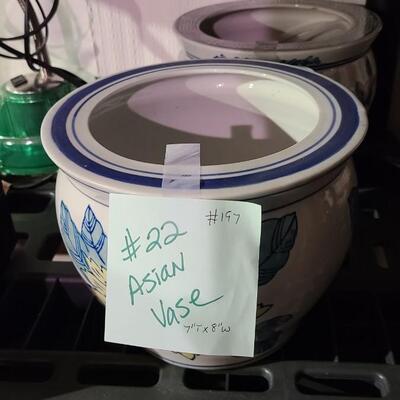 #197
#22
Asian
Vase
7"T x 8"W